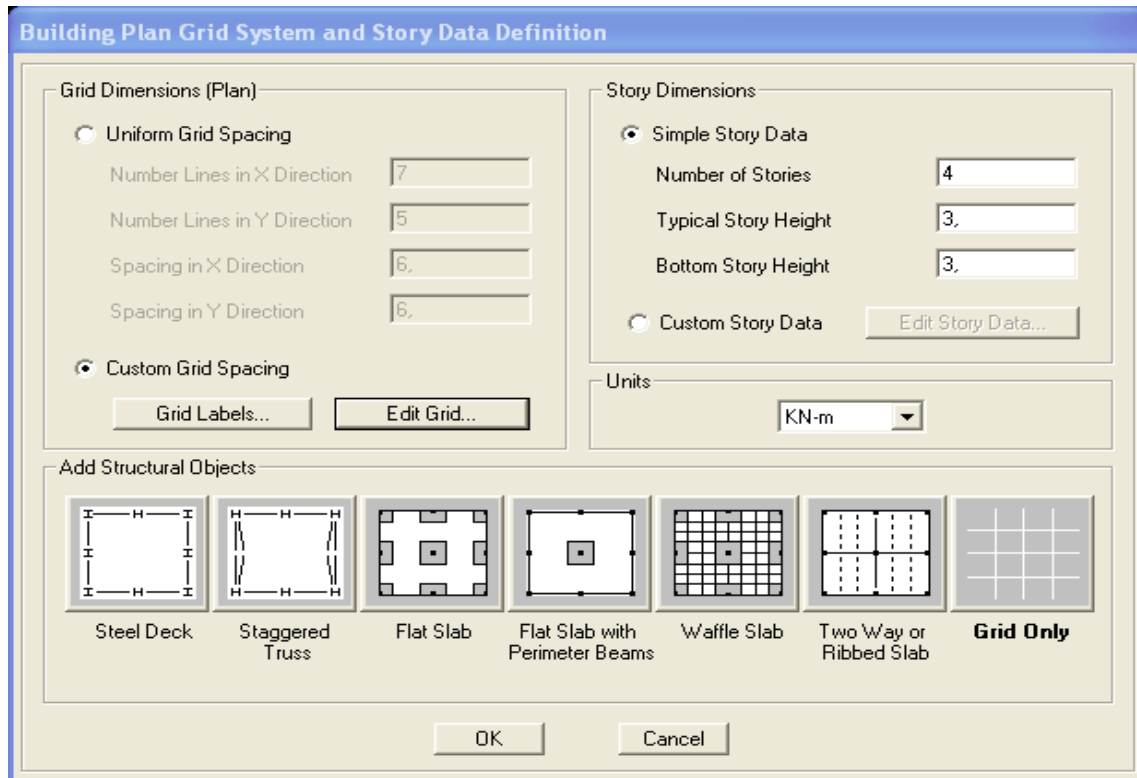 Building Plan Grid System and Story Data Definition
Grid Dimensions (Plan)
Uniform Grid Spacing
Number Lines in X Direction 7
Number Lines in Y Direction 5
Spacing in X Direction 6,
Spacing in Y Direction 6,
Custom Grid Spacing
Grid Labels... Edit Grid...
Story Dimensions
Simple Story Data
Number of Stories 4
Typical Story Height 3,
Bottom Story Height 3,
Custom Story Data Edit Story Data...
Units
KN-m
Add Structural Objects
Steel Deck
Staggered
Truss
Flat Slab
Flat Slab with
Perimeter Beams
Waffle Slab
Two Way or
Ribbed Slab
Grid Only
OK Cancel